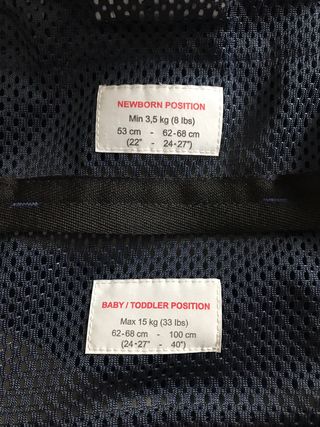 NEWBORN POSITION
Min 3,5 kg (8 lbs)
53 cm - 62-68 cm
(22" - 24-27")
BABY / TODDLER POSITION
Max 15 kg (33 lbs)
62-68 cm - 100 cm
(24-27" - 40")